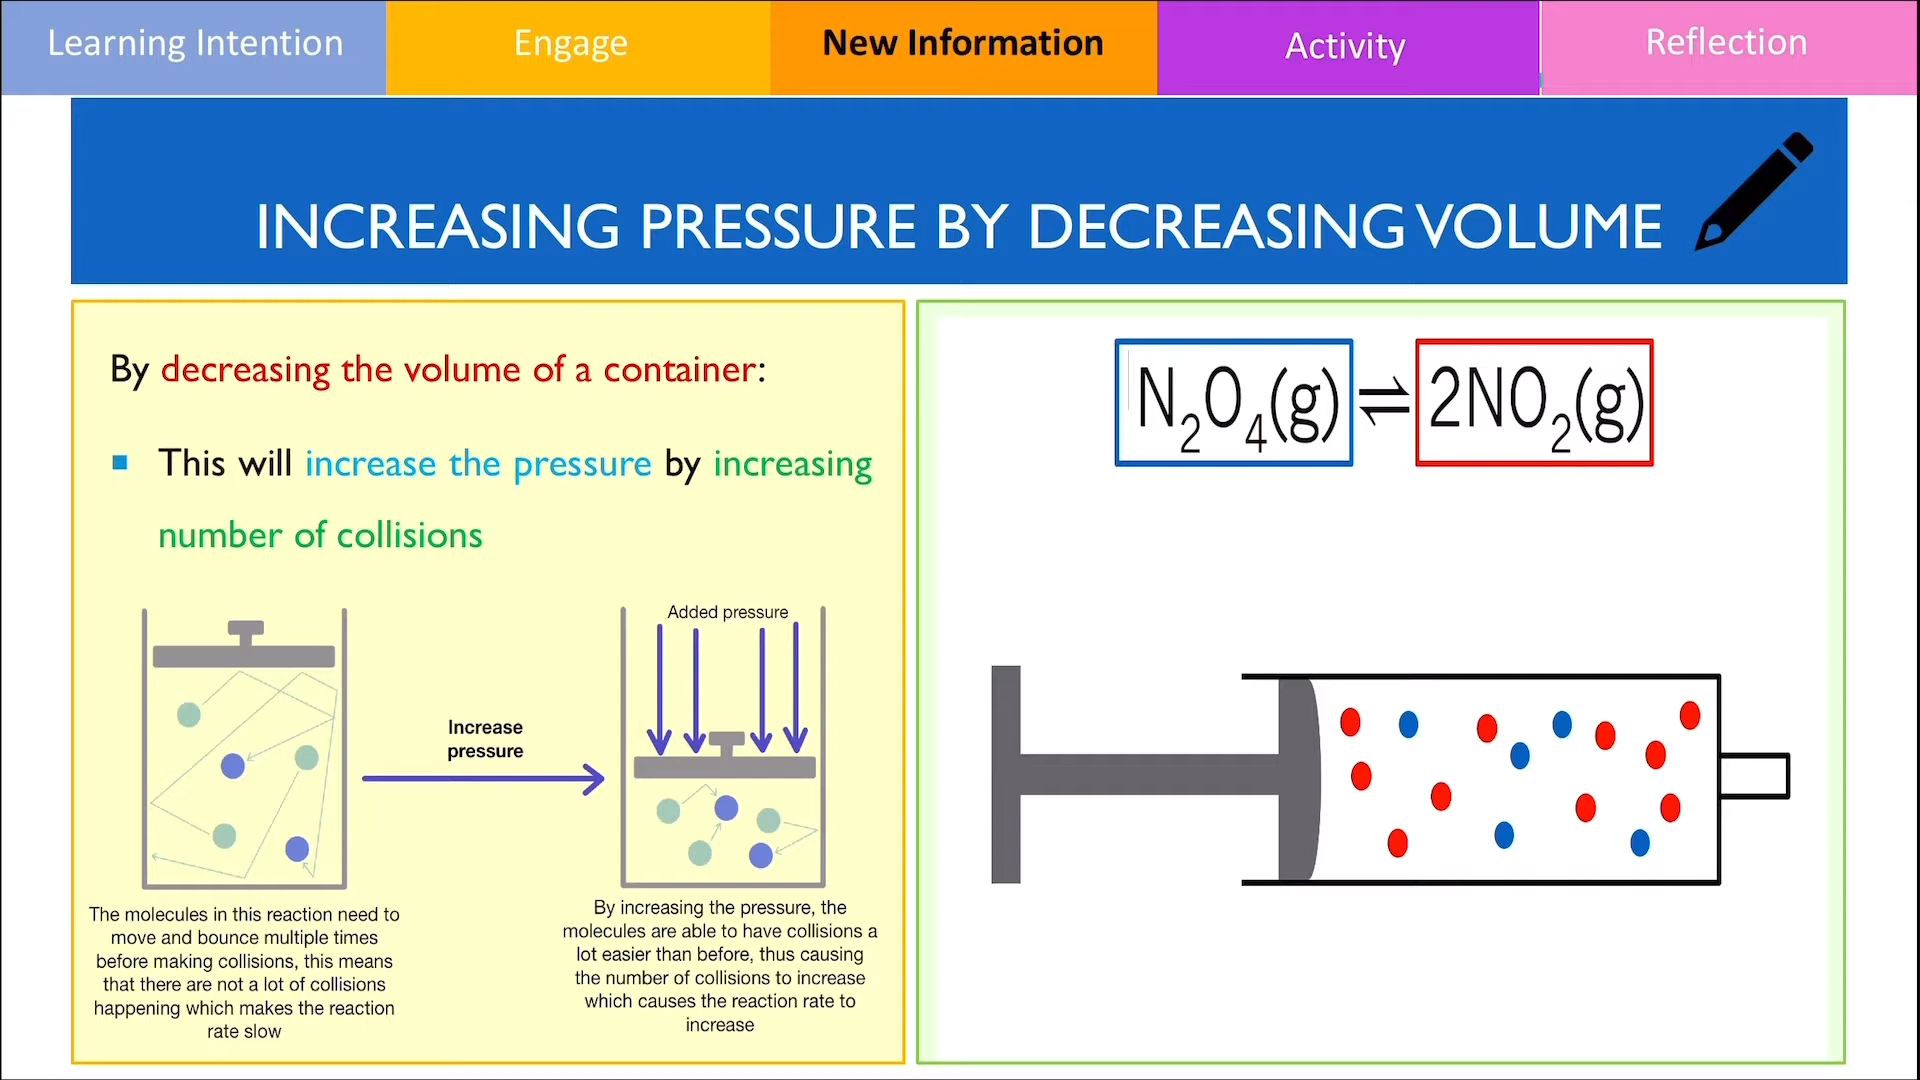 Learning Intention
Engage
New Information
Activity
Reflection
INCREASING PRESSURE BY DECREASING VOLUME
By decreasing the volume of a container:
This will increase the pressure by increasing
number of collisions
Increase
pressure
Added pressure
The molecules in this reaction need to
move and bounce multiple times
before making collisions, this means
that there are not a lot of collisions
happening which makes the reaction
rate slow
By increasing the pressure, the
molecules are able to have collisions a
lot easier than before, thus causing
the number of collisions to increase
which causes the reaction rate to
increase
N₂O₄(g) ⇌ 2NO₂(g)